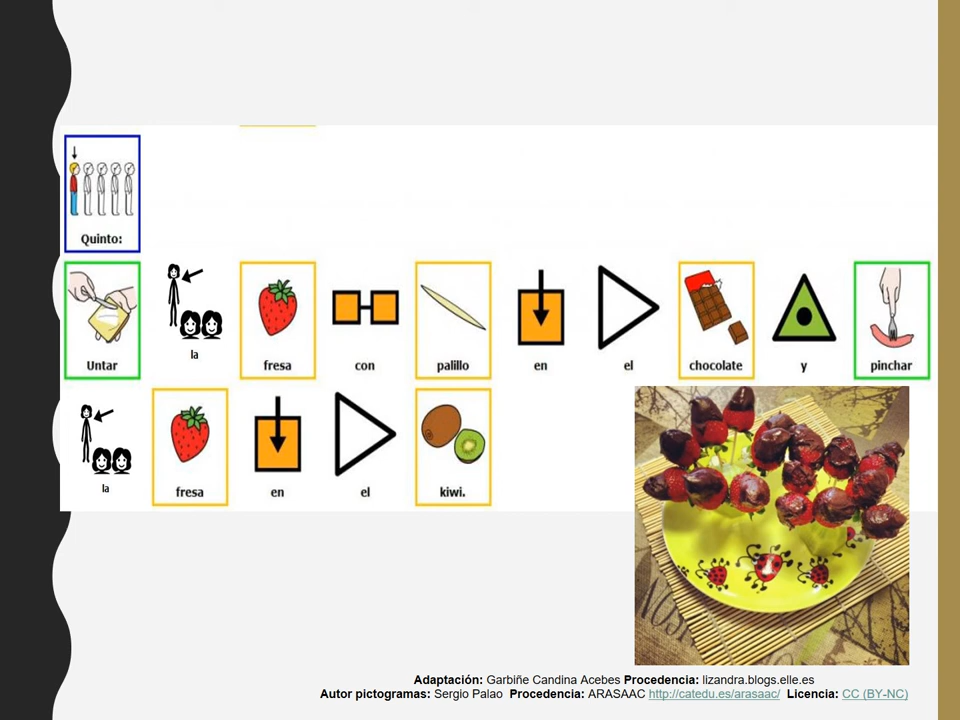 Quinto:
Untar la fresa con palillo en el chocolate y pinchar
la fresa en el kiwi.
Adaptación: Garbiñe Candina Acebes Procedencia: lizandra.blogs.elle.es
Autor pictogramas: Sergio Palao Procedencia: ARASAAC http://catedu.es/arasaac/ Licencia: CC (BY-NC)